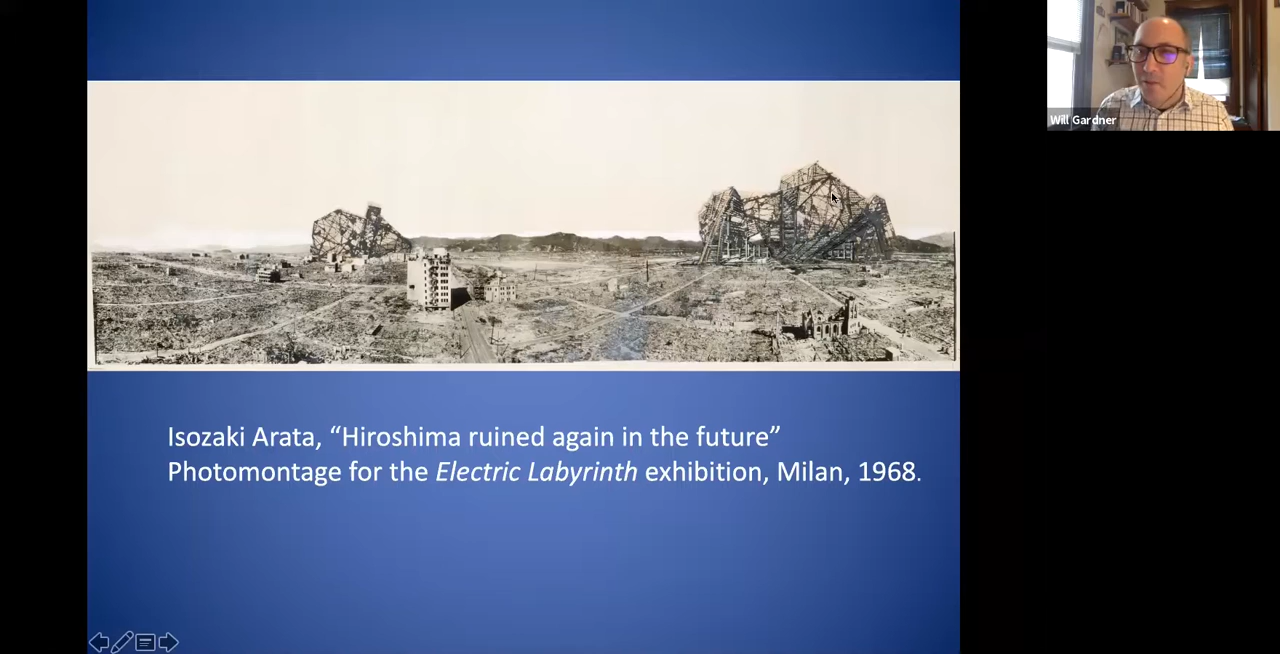 Will Gardner
Isozaki Arata, “Hiroshima ruined again in the future”
Photomontage for the Electric Labyrinth exhibition, Milan, 1968.